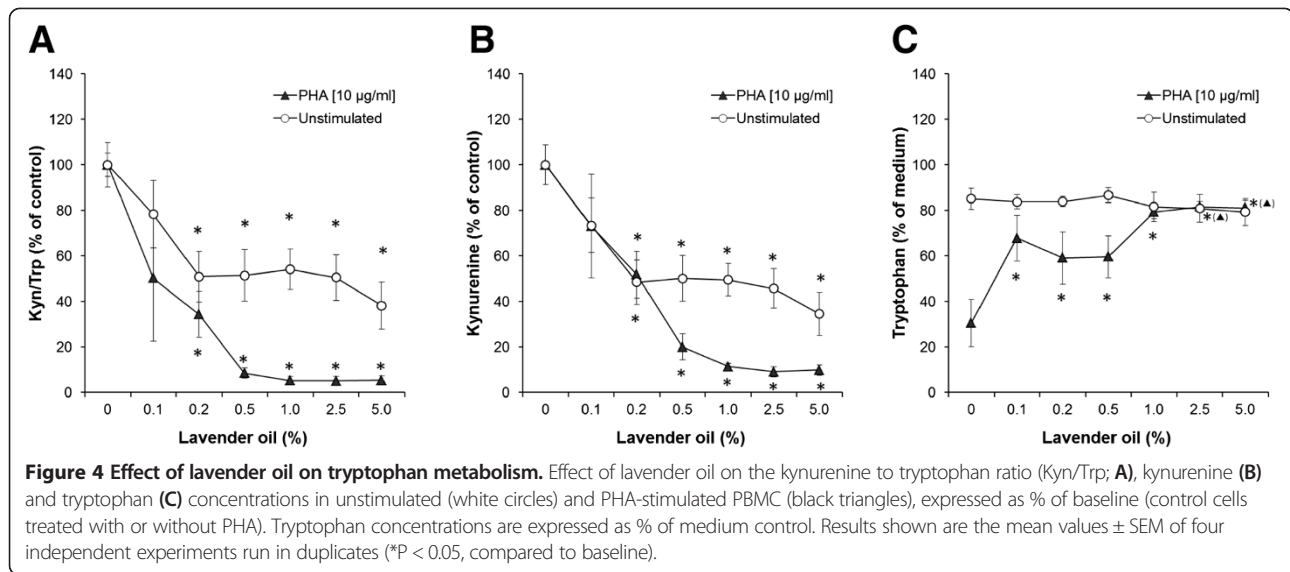 A
140
120
100
80
60
40
20
0
Kyn/Trp (% of control)
PHA [10 µg/ml]
Unstimulated
* * * * *
* * * * *
0 0.1 0.2 0.5 1.0 2.5 5.0
Lavender oil (%)
B
140
120
100
80
60
40
20
0
Kynurenine (% of control)
PHA [10 µg/ml]
Unstimulated
* * * * *
* * * * *
0 0.1 0.2 0.5 1.0 2.5 5.0
Lavender oil (%)
C
140
120
100
80
60
40
20
0
Tryptophan (% of medium)
PHA [10 µg/ml]
Unstimulated
* * * * *(▲) *(▲)
0 0.1 0.2 0.5 1.0 2.5 5.0
Lavender oil (%)
Figure 4 Effect of lavender oil on tryptophan metabolism. Effect of lavender oil on the kynurenine to tryptophan ratio (Kyn/Trp; A), kynurenine (B)
and tryptophan (C) concentrations in unstimulated (white circles) and PHA-stimulated PBMC (black triangles), expressed as % of baseline (control cells
treated with or without PHA). Tryptophan concentrations are expressed as % of medium control. Results shown are the mean values ± SEM of four
independent experiments run in duplicates (*P < 0.05, compared to baseline).